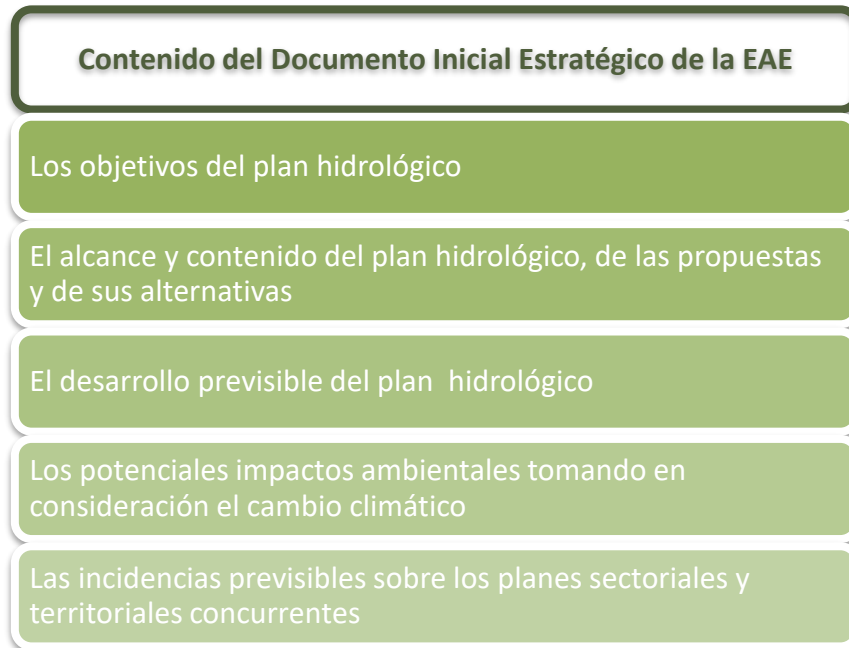 Contenido del Documento Inicial Estratégico de la EAE
Los objetivos del plan hidrológico
El alcance y contenido del plan hidrológico, de las propuestas
y de sus alternativas
El desarrollo previsible del plan  hidrológico
Los potenciales impactos ambientales tomando en
consideración el cambio climático
Las incidencias previsibles sobre los planes sectoriales y
territoriales concurrentes